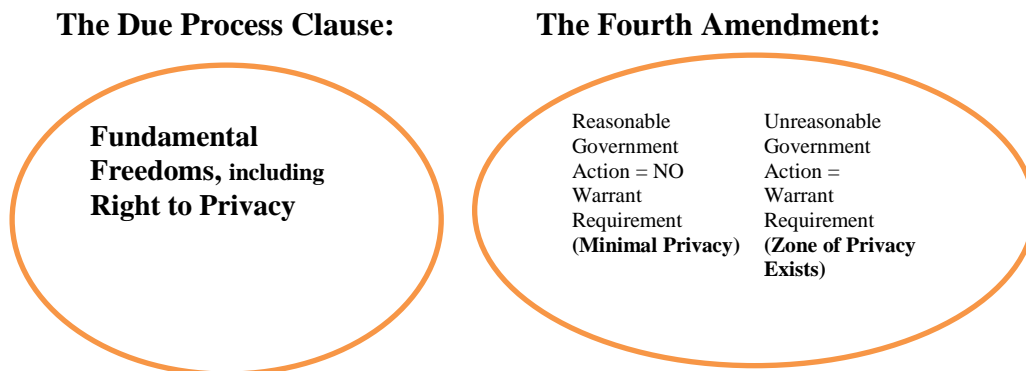 The Due Process Clause:
Fundamental
Freedoms, including
Right to Privacy
The Fourth Amendment:
Reasonable
Government
Action = NO
Warrant
Requirement
(Minimal Privacy)
Unreasonable
Government
Action =
Warrant
Requirement
(Zone of Privacy
Exists)